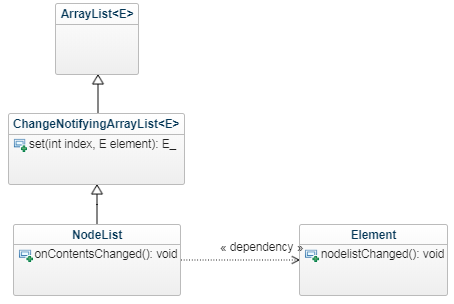 ArrayList<E>
ChangeNotifyingArrayList<E>
set(int index, E element): E_
NodeList
onContentsChanged(): void
« dependency »
Element
nodelistChanged(): void